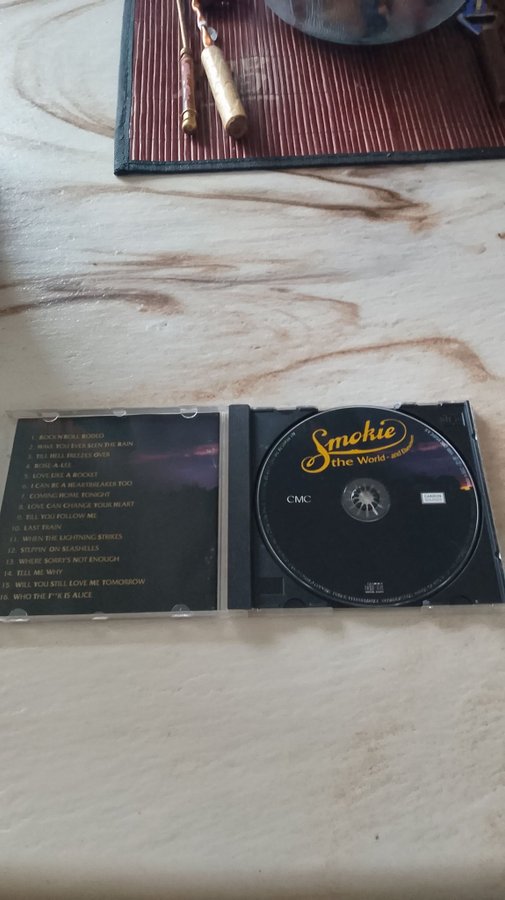 1. ROCK'N'ROLL RODEO
2. HAVE YOU EVER SEEN THE RAIN
3. TILL HELL FREEZES OVER
4. ROSE-A-LEE
5. LOVE LIKE A ROCKET
6. I CAN BE A HEARTBREAKER TOO
7. COMING HOME TONIGHT
8. LOVE CAN CHANGE YOUR HEART
9. TILL YOU FOLLOW ME
10. LAST TRAIN
11. WHEN THE LIGHTNING STRIKES
12. STEPPIN' ON SEASHELLS
13. WHERE SORRY'S NOT ENOUGH
14. TELL ME WHY
15. WILL YOU STILL LOVE ME TOMORROW
16. WHO THE F**K IS ALICE
Smokie
the World - and Elsewhere
CMC